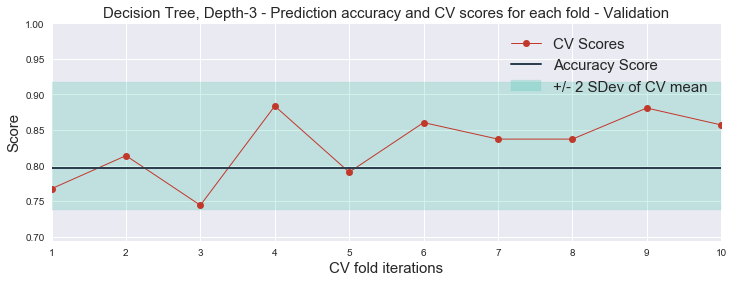 Decision Tree, Depth-3 - Prediction accuracy and CV scores for each fold - Validation
1.00
0.95
0.90
0.85
0.80
0.75
0.70
Score
CV Scores
Accuracy Score
+/- 2 SDev of CV mean
1 2 3 4 5 6 7 8 9 10
CV fold iterations